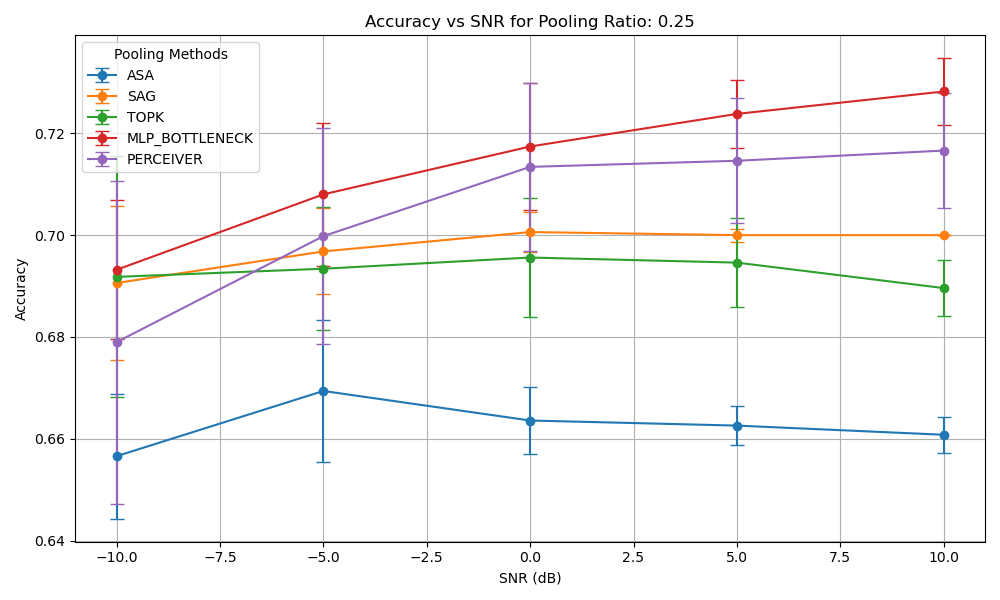 Accuracy vs SNR for Pooling Ratio: 0.25
Pooling Methods
ASA
SAG
TOPK
MLP_BOTTLENECK
PERCEIVER
Accuracy
0.72
0.70
0.68
0.66
0.64
−10.0 −7.5 −5.0 −2.5 0.0 2.5 5.0 7.5 10.0
SNR (dB)